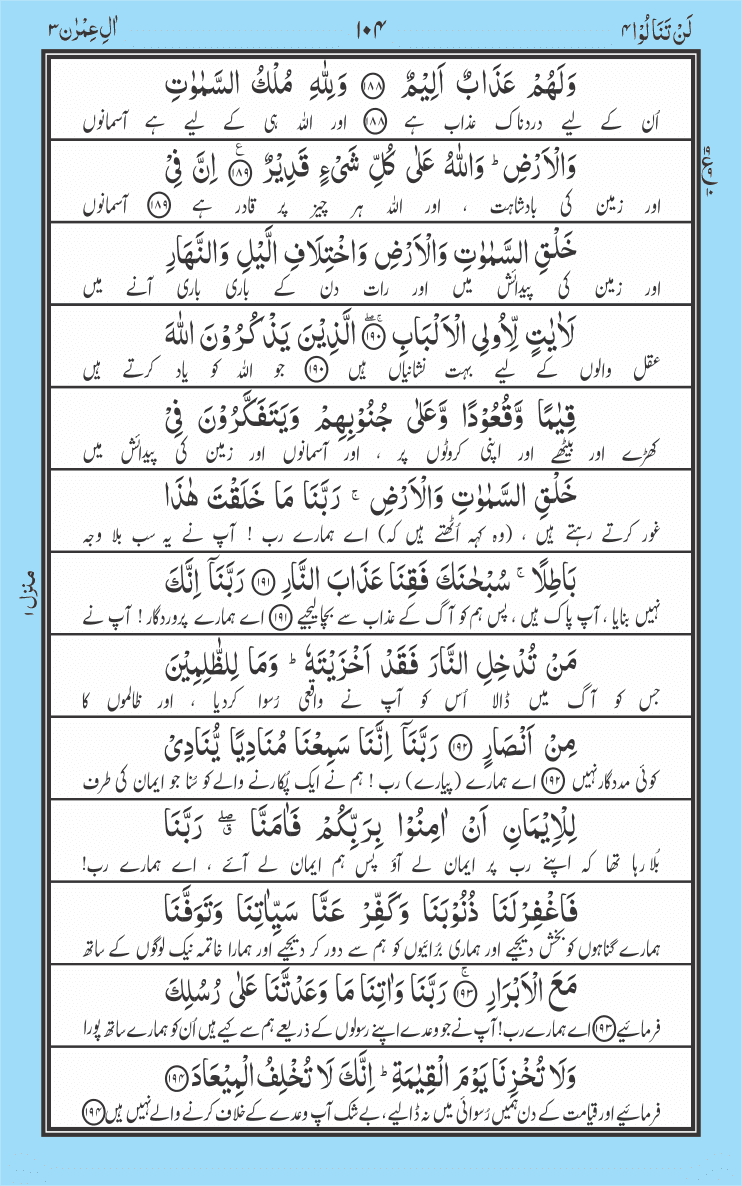 لَنْ تَنَالُوْا ۴
۱۰۴
اٰلِ عِمْرٰن ۳
وَلَهُمْ عَذَابٌ اَلِيْمٌ ﴿۱۸۸﴾ وَلِلّٰهِ مُلْكُ السَّمٰوٰتِ
اُن کے لیے دردناک عذاب ہے ﴿۱۸۸﴾ اور اللہ ہی کے لیے ہے آسمانوں
وَالْاَرْضِ ؕ وَاللّٰهُ عَلٰى كُلِّ شَیْءٍ قَدِيْرٌ ﴿۱۸۹﴾ اِنَّ فِیْ
اور زمین کی بادشاہت ، اور اللہ ہر چیز پر قادر ہے ﴿۱۸۹﴾ آسمانوں
خَلْقِ السَّمٰوٰتِ وَالْاَرْضِ وَاخْتِلَافِ الَّيْلِ وَالنَّهَارِ
اور زمین کی پیدائش میں اور رات دن کے باری باری آنے میں
لَاٰيٰتٍ لِّاُولِی الْاَلْبَابِ ﴿۱۹۰﴾ الَّذِيْنَ يَذْكُرُوْنَ اللّٰهَ
عقل والوں کے لیے بہت نشانیاں ہیں ﴿۱۹۰﴾ جو اللہ کو یاد کرتے ہیں
قِيٰمًا وَّقُعُوْدًا وَّعَلٰى جُنُوْبِهِمْ وَيَتَفَكَّرُوْنَ فِیْ
کھڑے اور بیٹھے اور اپنی کروٹوں پر ، اور آسمانوں اور زمین کی پیدائش میں
خَلْقِ السَّمٰوٰتِ وَالْاَرْضِ ۚ رَبَّنَا مَا خَلَقْتَ هٰذَا
غور کرتے رہتے ہیں ، (وہ کہہ اُٹھتے ہیں کہ) اے ہمارے رب ! آپ نے یہ سب بلا وجہ
بَاطِلًا ۚ سُبْحٰنَكَ فَقِنَا عَذَابَ النَّارِ ﴿۱۹۱﴾ رَبَّنَاۤ اِنَّكَ
نہیں بنایا ، آپ پاک ہیں ، پس ہم کو آگ کے عذاب سے بچا لیجیے ﴿۱۹۱﴾ اے ہمارے پروردگار ! آپ نے
مَنْ تُدْخِلِ النَّارَ فَقَدْ اَخْزَيْتَهٗ ؕ وَمَا لِلظّٰلِمِيْنَ
جس کو آگ میں ڈالا اُس کو آپ نے واقعی رُسوا کردیا ، اور ظالموں کا
مِنْ اَنْصَارٍ ﴿۱۹۲﴾ رَبَّنَاۤ اِنَّنَا سَمِعْنَا مُنَادِيًا يُّنَادِیْ
کوئی مددگار نہیں ﴿۱۹۲﴾ اے ہمارے (پیارے) رب ! ہم نے ایک پُکارنے والے کو سُنا جو ایمان کی طرف
لِلْاِيْمَانِ اَنْ اٰمِنُوْا بِرَبِّكُمْ فَاٰمَنَّا ۖۗ رَبَّنَا
بُلا رہا تھا کہ اپنے رب پر ایمان لے آؤ پس ہم ایمان لے آئے ، اے ہمارے رب!
فَاغْفِرْلَنَا ذُنُوْبَنَا وَكَفِّرْ عَنَّا سَيِّاٰتِنَا وَتَوَفَّنَا
ہمارے گناہوں کو بخش دیجیے اور ہماری بُرائیوں کو ہم سے دور کر دیجیے اور ہمارا خاتمہ نیک لوگوں کے ساتھ
مَعَ الْاَبْرَارِ ﴿۱۹۳﴾ۚ رَبَّنَا وَاٰتِنَا مَا وَعَدْتَّنَا عَلٰى رُسُلِكَ
فرمائیے ﴿۱۹۳﴾ اے ہمارے رب! آپ نے جو وعدے اپنے رسولوں کے ذریعے ہم سے کیے ہیں اُن کو ہمارے ساتھ پورا
وَلَا تُخْزِنَا يَوْمَ الْقِيٰمَةِ ؕ اِنَّكَ لَا تُخْلِفُ الْمِيْعَادَ ﴿۱۹۴﴾
فرمائیے اور قیامت کے دن ہمیں رُسوائی میں نہ ڈالیے ، بے شک آپ وعدے کے خلاف کرنے والے نہیں ہیں ﴿۱۹۴﴾
منزل ۱